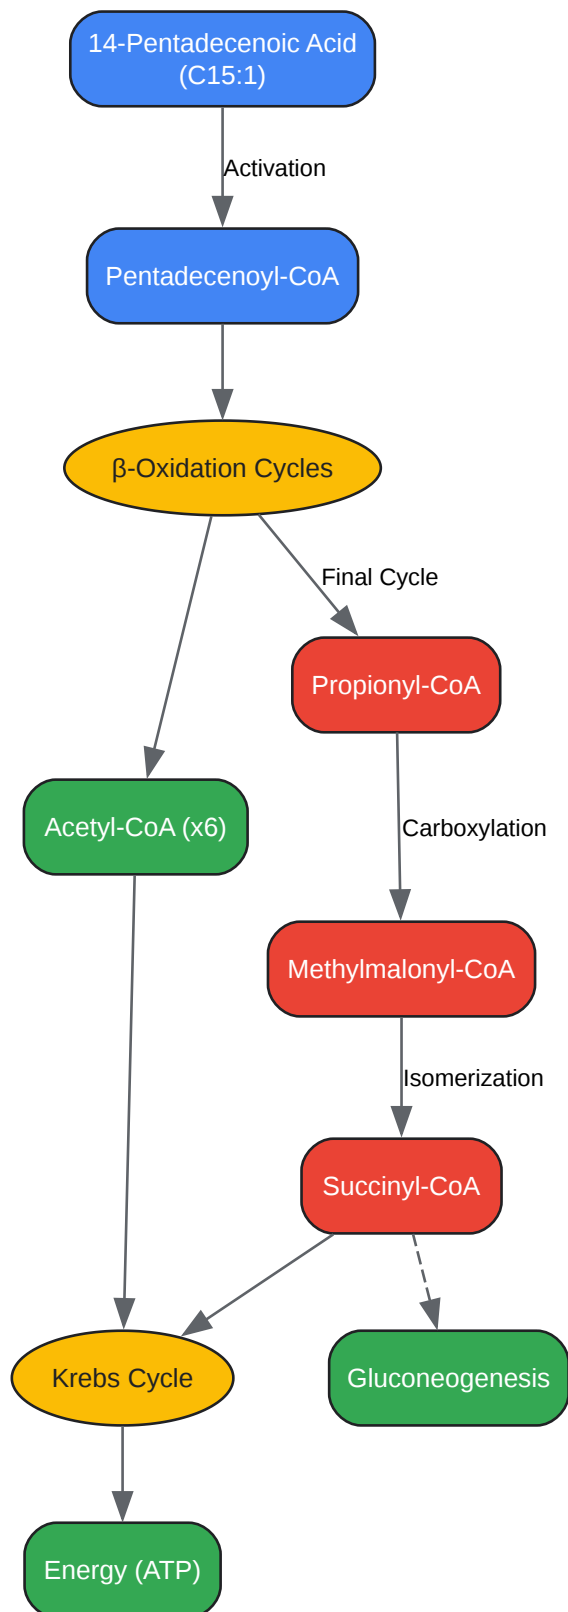 14-Pentadecenoic Acid
(C15:1)
Activation
Pentadecenoyl-CoA
β-Oxidation Cycles
Final Cycle
Propionyl-CoA
Acetyl-CoA (x6)
Carboxylation
Methylmalonyl-CoA
Isomerization
Succinyl-CoA
Krebs Cycle
Gluconeogenesis
Energy (ATP)